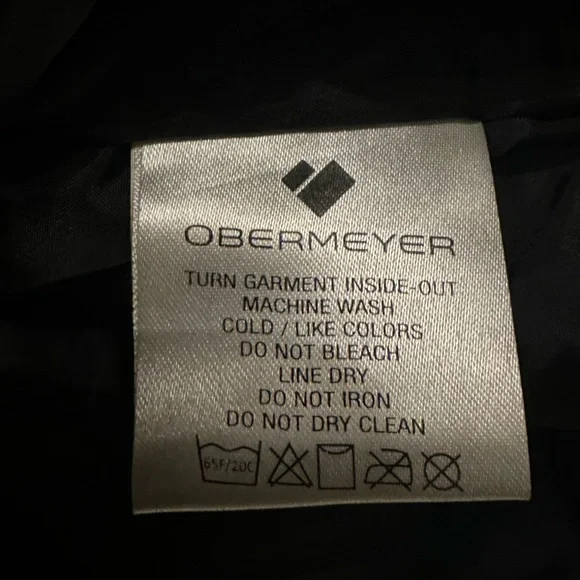 OBERMEYER
TURN GARMENT INSIDE-OUT
MACHINE WASH
COLD / LIKE COLORS
DO NOT BLEACH
LINE DRY
DO NOT IRON
DO NOT DRY CLEAN
65F/20C